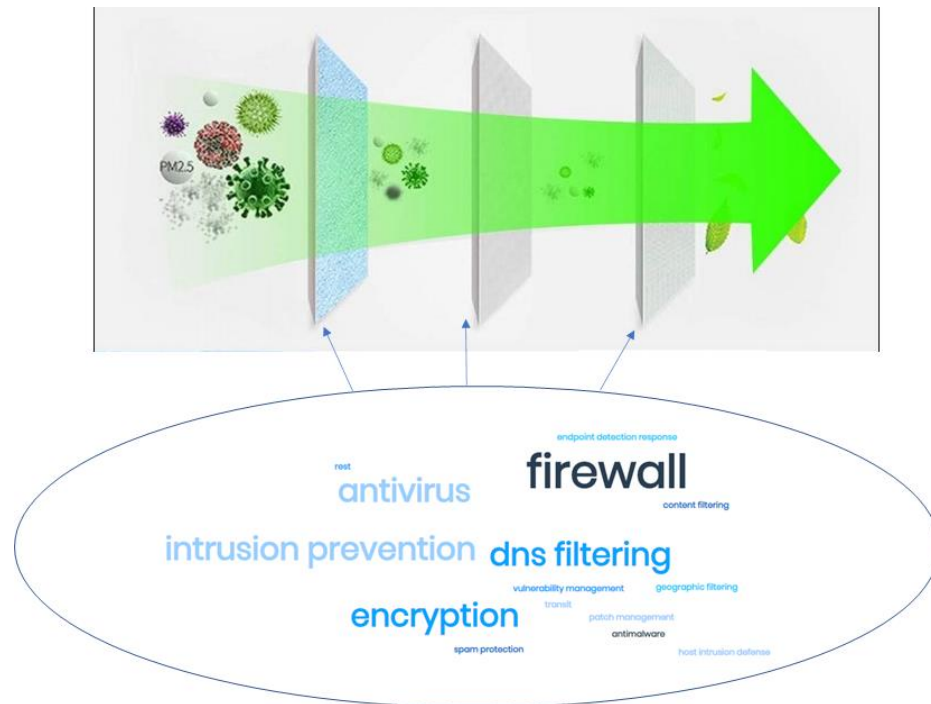 PM2.5
endpoint detection response
firewall
rest
antivirus
content filtering
intrusion prevention
dns filtering
vulnerability management
geographic filtering
encryption
transit
patch management
antimalware
spam protection
host intrusion defense